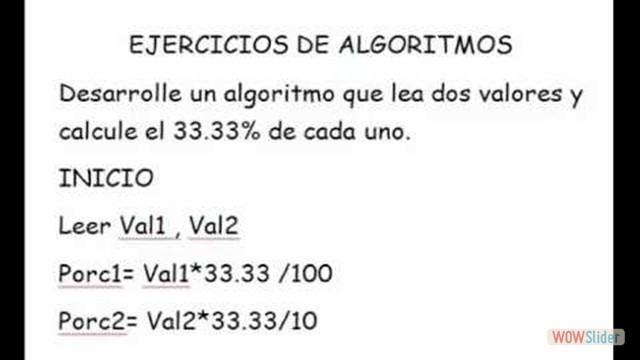 EJERCICIOS DE ALGORITMOS
Desarrolle un algoritmo que lea dos valores y
calcule el 33.33% de cada uno.
INICIO
Leer Val1 , Val2
Porc1= Val1*33.33 /100
Porc2= Val2*33.33/10
WOWSlider